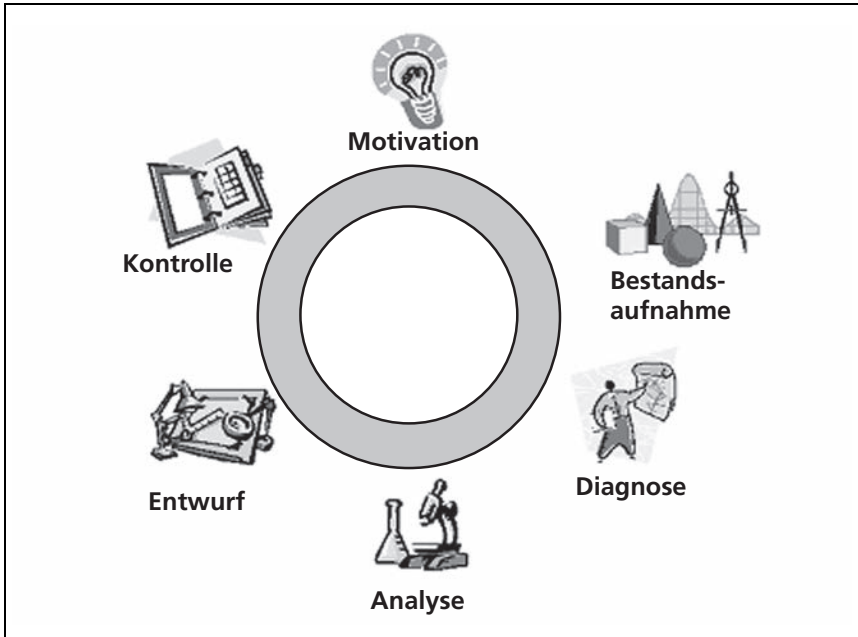 Motivation
Bestands-
aufnahme
Diagnose
Analyse
Entwurf
Kontrolle